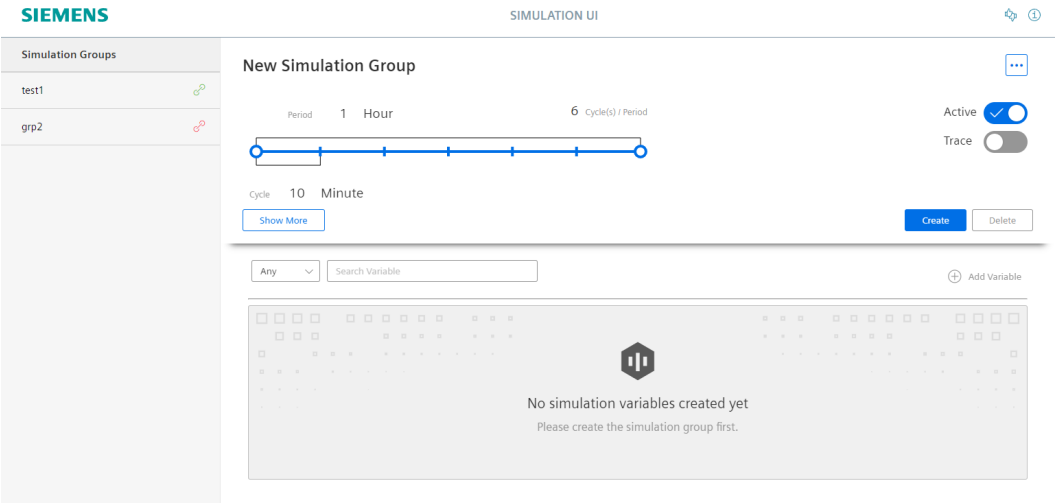 SIEMENS
SIMULATION UI
Simulation Groups
test1
grp2
New Simulation Group
Period 1 Hour
6 Cycle(s) / Period
Active
Trace
Cycle 10 Minute
Show More
Create
Delete
Any
Search Variable
Add Variable
No simulation variables created yet
Please create the simulation group first.